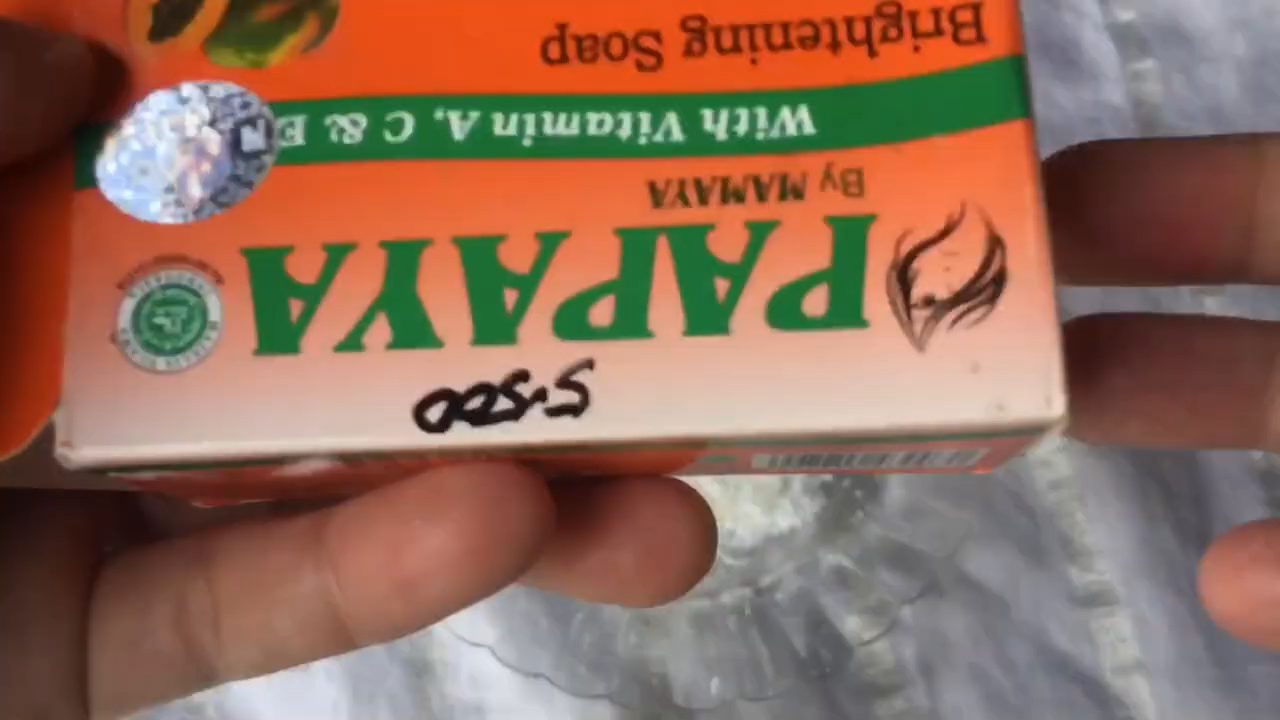 5.500
PAPAYA
By MAMAYA
With Vitamin A, C & E
Brightening Soap